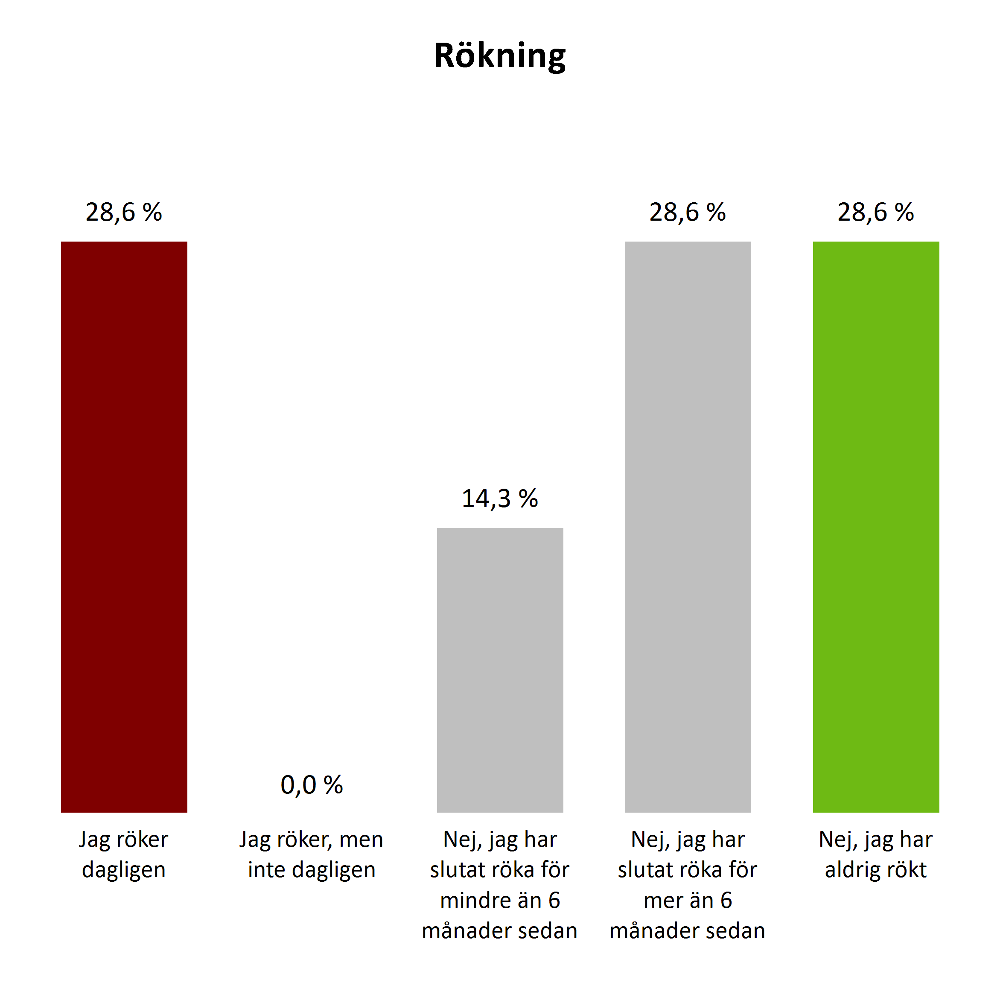 Rökning
28,6 %
0,0 %
14,3 %
28,6 %
28,6 %
Jag röker
dagligen
Jag röker, men
inte dagligen
Nej, jag har
slutat röka för
mindre än 6
månader sedan
Nej, jag har
slutat röka för
mer än 6
månader sedan
Nej, jag har
aldrig rökt